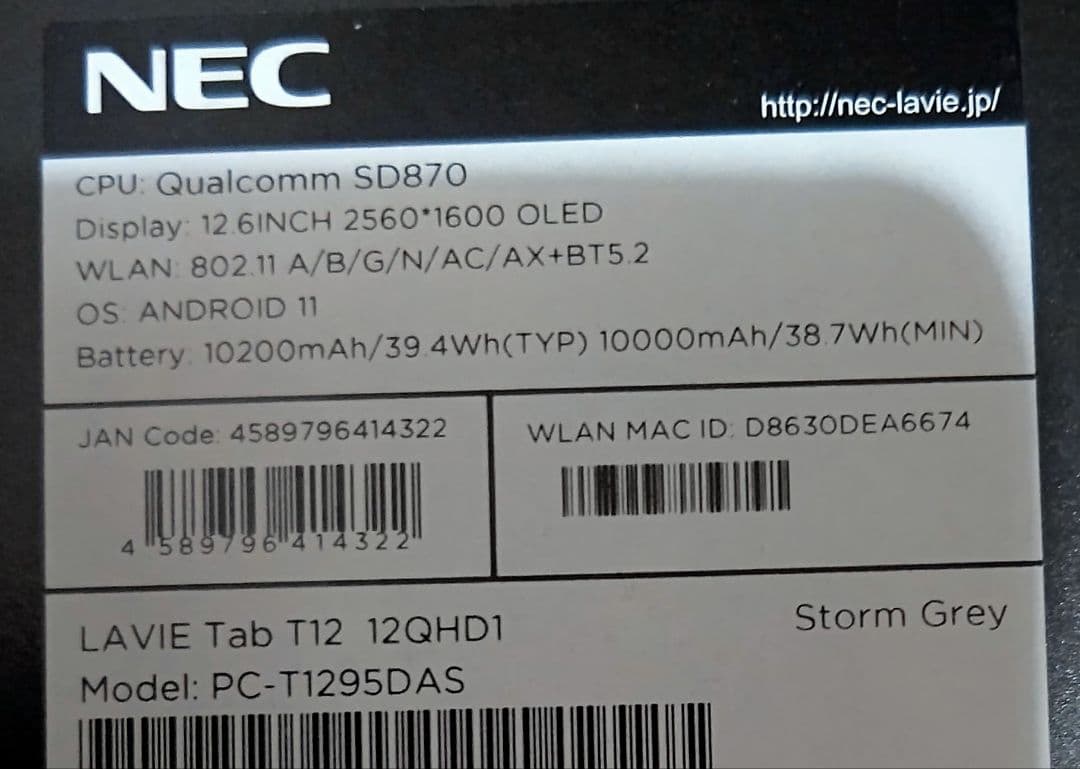 NEC
http://nec-lavie.jp/
CPU: Qualcomm SD870
Display: 12.6INCH 2560*1600 OLED
WLAN: 802.11 A/B/G/N/AC/AX+BT5.2
OS: ANDROID 11
Battery: 10200mAh/39.4Wh(TYP) 10000mAh/38.7Wh(MIN)
JAN Code: 4589796414322
4 589796 414322
WLAN MAC ID: D8630DEA6674
LAVIE Tab T12 12QHD1
Storm Grey
Model: PC-T1295DAS